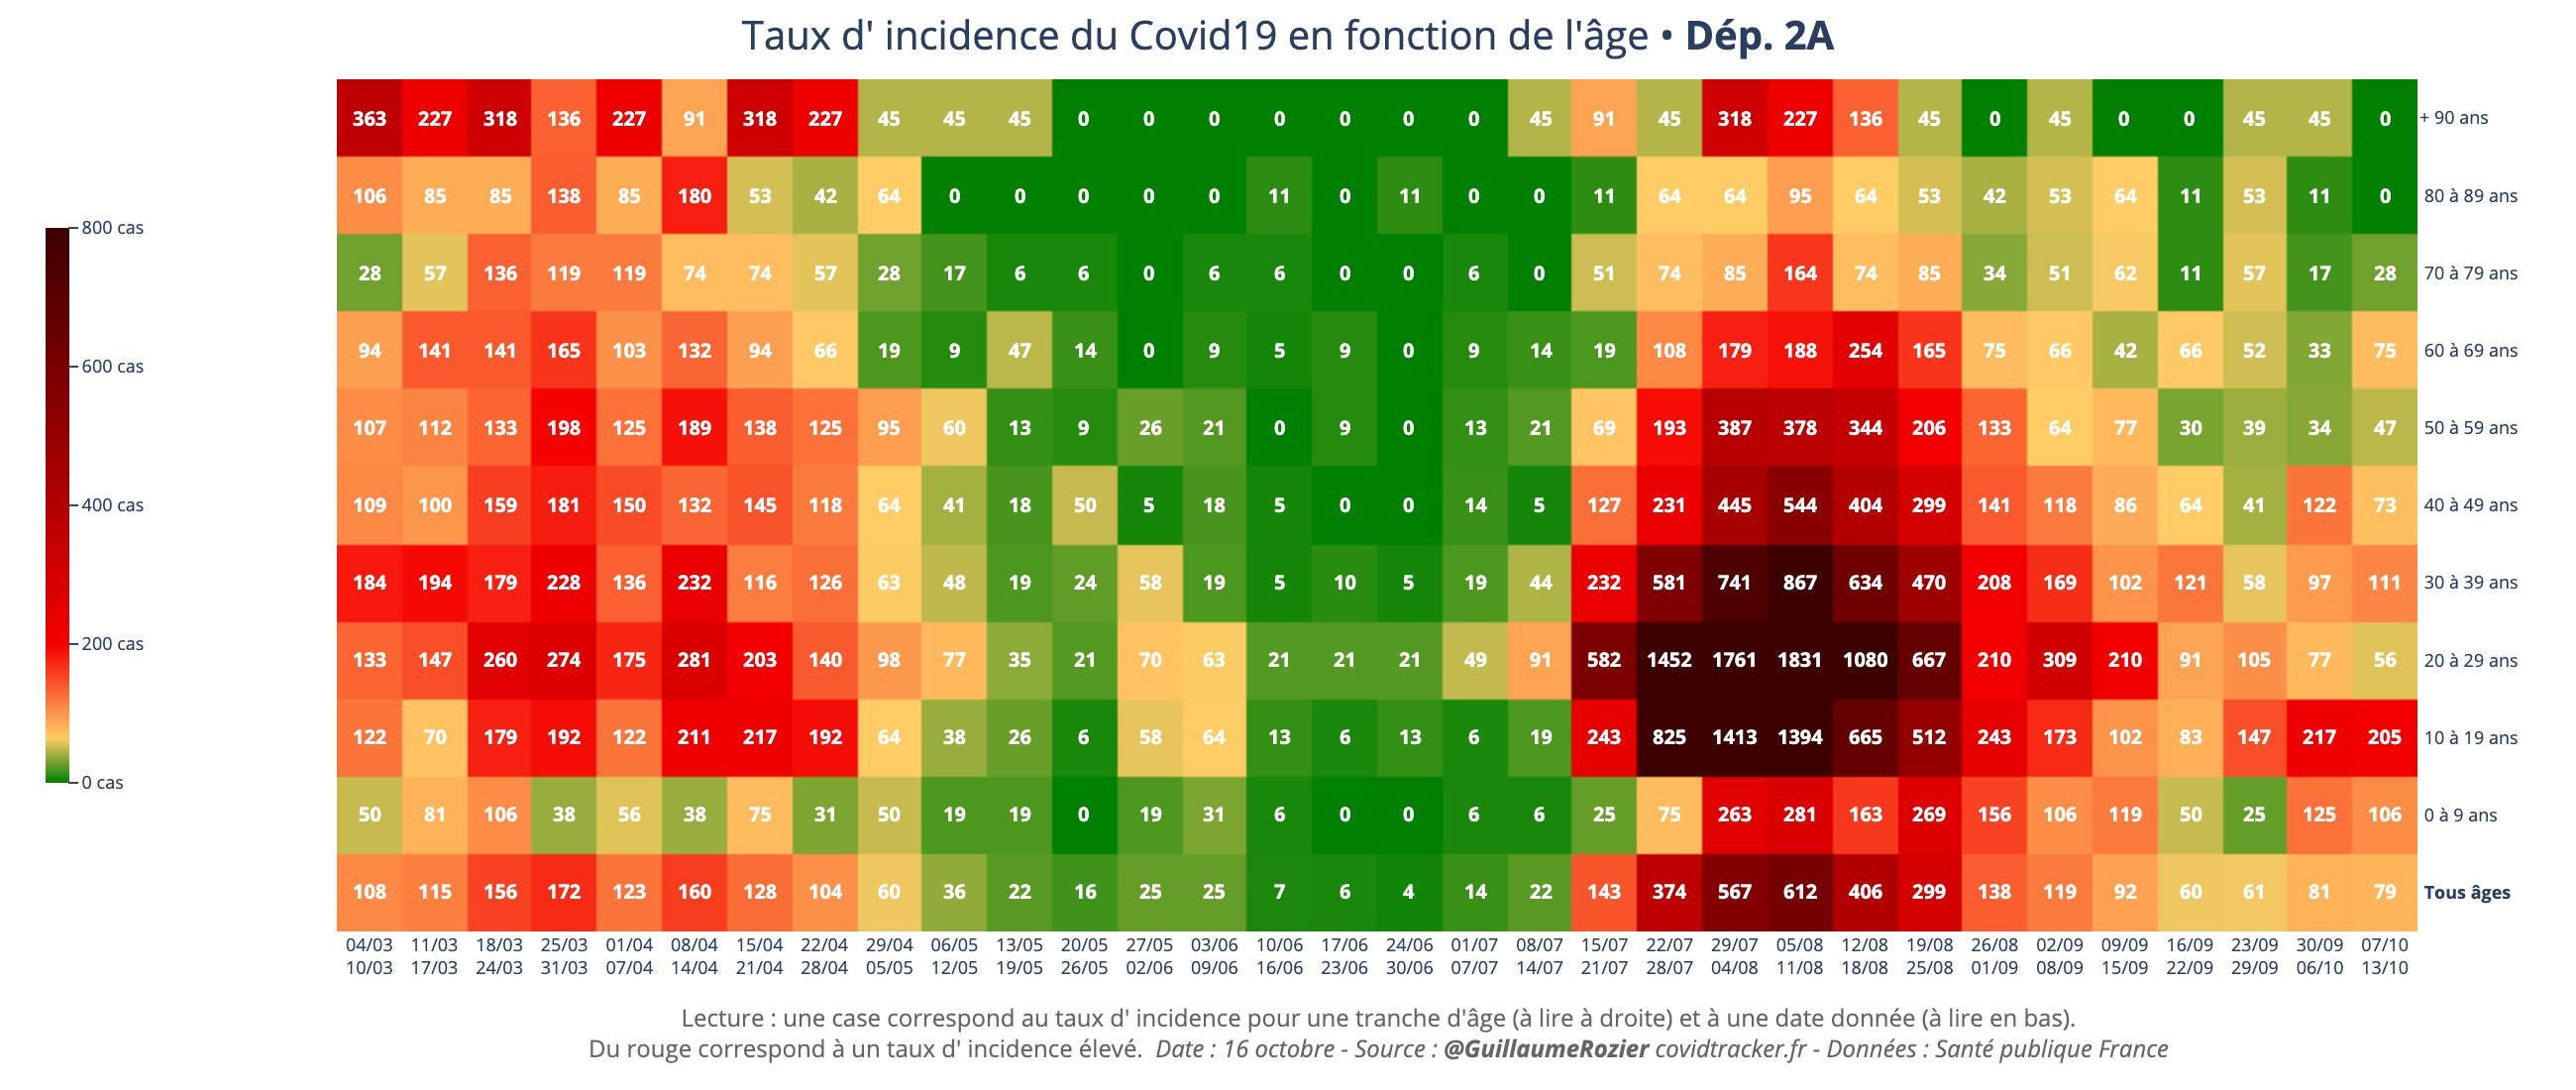 Taux d' incidence du Covid19 en fonction de l'âge • Dép. 2A
363 227 318 136 227 91 318 227 45 45 45 0 0 0 0 0 0 0 45 91 45 318 227 136 45 0 45 0 0 45 45 0 + 90 ans
106 85 85 138 85 180 53 42 64 0 0 0 0 0 11 0 11 0 0 11 64 64 95 64 53 42 53 64 11 53 11 0 80 à 89 ans
28 57 136 119 119 74 74 57 28 17 6 6 0 6 6 0 0 6 0 51 74 85 164 74 85 34 51 62 11 57 17 28 70 à 79 ans
94 141 141 165 103 132 94 66 19 9 47 14 0 9 5 9 0 9 14 19 108 179 188 254 165 75 66 42 66 52 33 75 60 à 69 ans
107 112 133 198 125 189 138 125 95 60 13 9 26 21 0 9 0 13 21 69 193 387 378 344 206 133 64 77 30 39 34 47 50 à 59 ans
109 100 159 181 150 132 145 118 64 41 18 50 5 18 5 0 0 14 5 127 231 445 544 404 299 141 118 86 64 41 122 73 40 à 49 ans
184 194 179 228 136 232 116 126 63 48 19 24 58 19 5 10 5 19 44 232 581 741 867 634 470 208 169 102 121 58 97 111 30 à 39 ans
133 147 260 274 175 281 203 140 98 77 35 21 70 63 21 21 21 49 91 582 1452 1761 1831 1080 667 210 309 210 91 105 77 56 20 à 29 ans
122 70 179 192 122 211 217 192 64 38 26 6 58 64 13 6 13 6 19 243 825 1413 1394 665 512 243 173 102 83 147 217 205 10 à 19 ans
50 81 106 38 56 38 75 31 50 19 19 0 19 31 6 0 0 6 6 25 75 263 281 163 269 156 106 119 50 25 125 106 0 à 9 ans
108 115 156 172 123 160 128 104 60 36 22 16 25 25 7 6 4 14 22 143 374 567 612 406 299 138 119 92 60 61 81 79 Tous âges
04/03 11/03 18/03 25/03 01/04 08/04 15/04 22/04 29/04 06/05 13/05 20/05 27/05 03/06 10/06 17/06 24/06 01/07 08/07 15/07 22/07 29/07 05/08 12/08 19/08 26/08 02/09 09/09 16/09 23/09 30/09 07/10
10/03 17/03 24/03 31/03 07/04 14/04 21/04 28/04 05/05 12/05 19/05 26/05 02/06 09/06 16/06 23/06 30/06 07/07 14/07 21/07 28/07 04/08 11/08 18/08 25/08 01/09 08/09 15/09 22/09 29/09 06/10 13/10
800 cas
600 cas
400 cas
200 cas
0 cas
Lecture : une case correspond au taux d' incidence pour une tranche d'âge (à lire à droite) et à une date donnée (à lire en bas).
Du rouge correspond à un taux d' incidence élevé. Date : 16 octobre - Source : @GuillaumeRozier covidtracker.fr - Données : Santé publique France